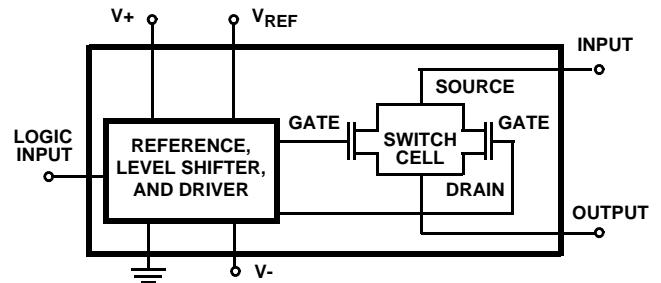 V+
VREF
INPUT
SOURCE
GATE
GATE
SWITCH
CELL
LOGIC
INPUT
REFERENCE,
LEVEL SHIFTER,
AND DRIVER
DRAIN
OUTPUT
V-